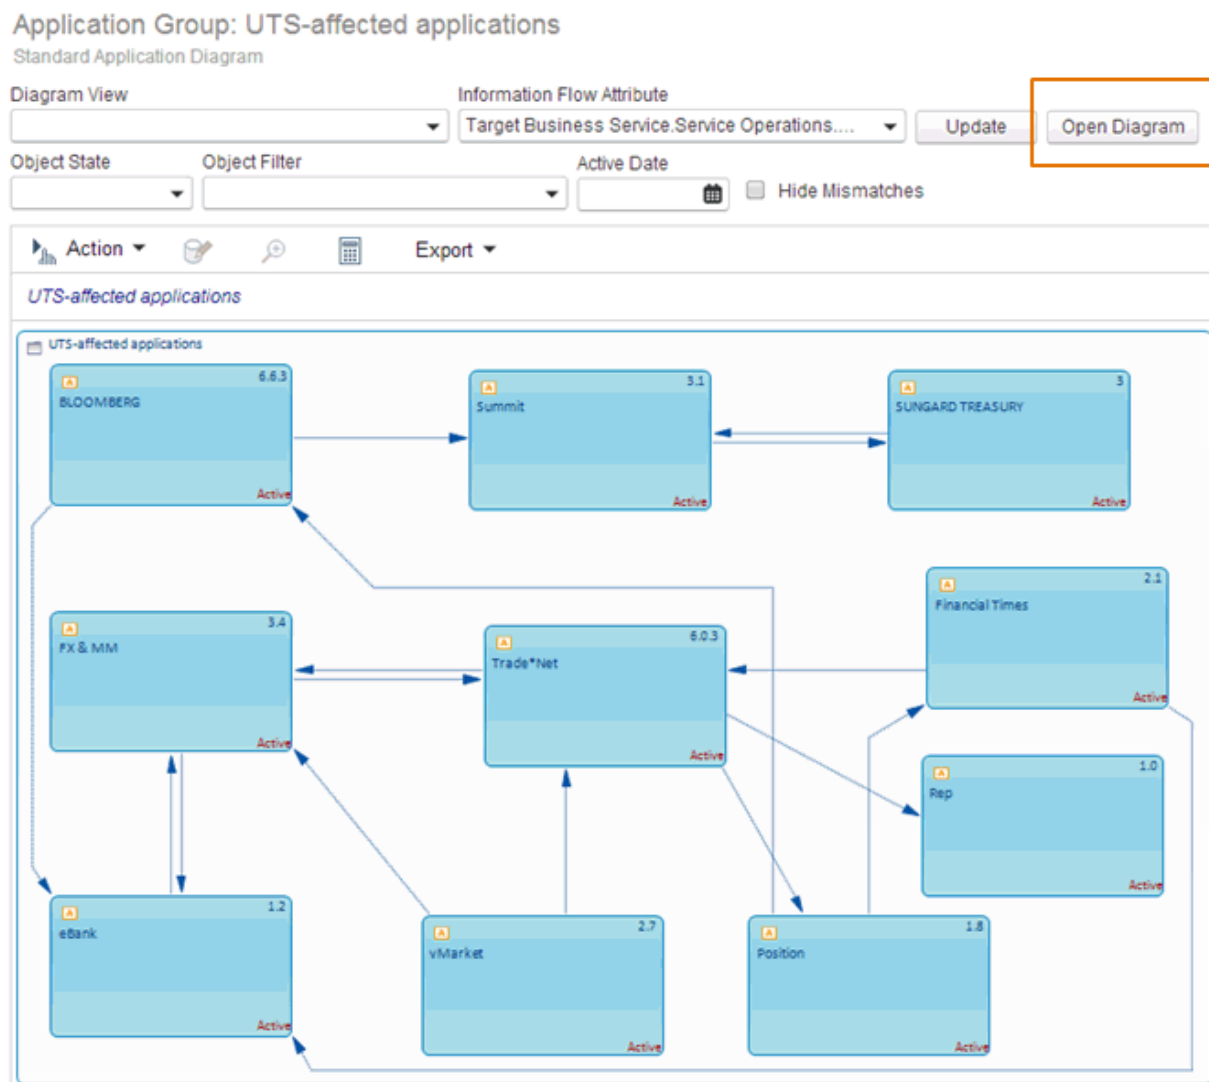 Application Group: UTS-affected applications
Standard Application Diagram
Diagram View Information Flow Attribute
Target Business Service.Service Operations.... Update Open Diagram
Object State Object Filter Active Date
Hide Mismatches
Action Export
UTS-affected applications
UTS-affected applications
A 6.6.3
BLOOMBERG
Active
A 3.1
Summit
Active
A 3
SUNGARD TREASURY
Active
A 2.1
Financial Times
Active
A 3.4
FX & MM
Active
A 6.0.3
Trade*Net
Active
A 1.0
Rep
Active
A 1.2
eBank
Active
A 2.7
vMarket
Active
A 1.8
Position
Active